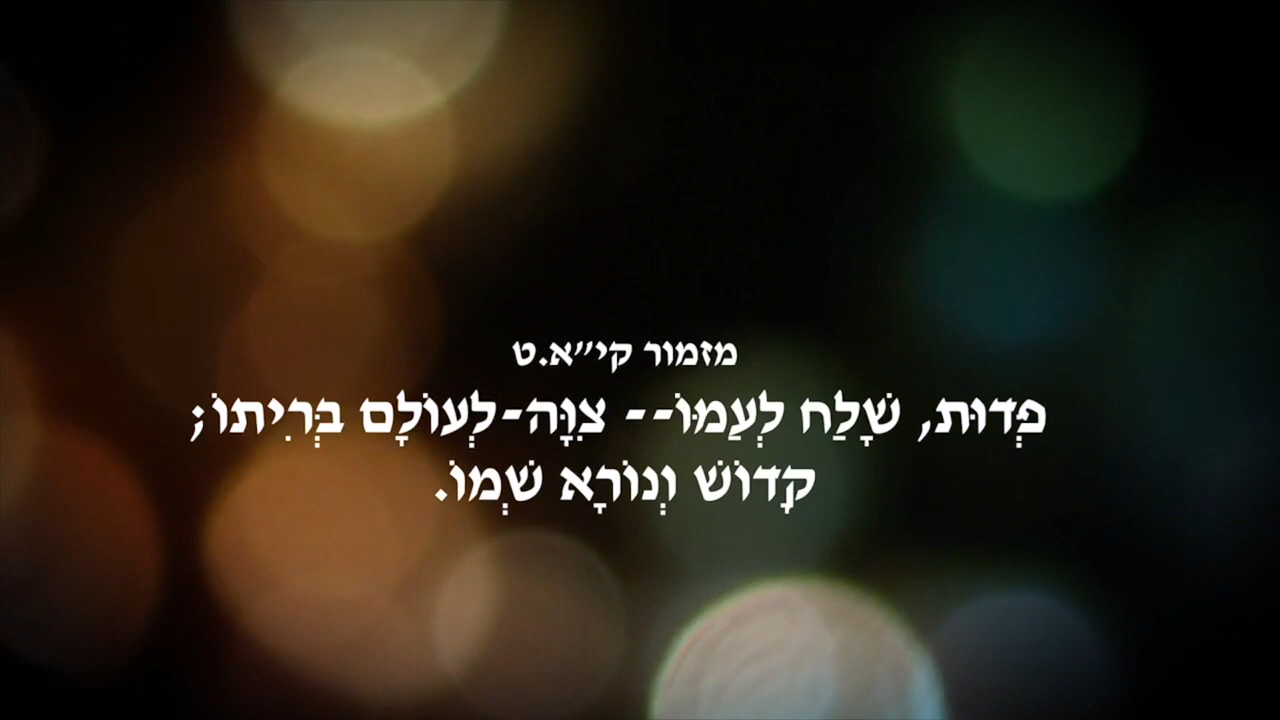 מזמור קי״א.ט
פְּדוּת, שָׁלַח לְעַמּוֹ-- צִוָּה-לְעוֹלָם בְּרִיתוֹ;
קָדוֹשׁ וְנוֹרָא שְׁמוֹ.